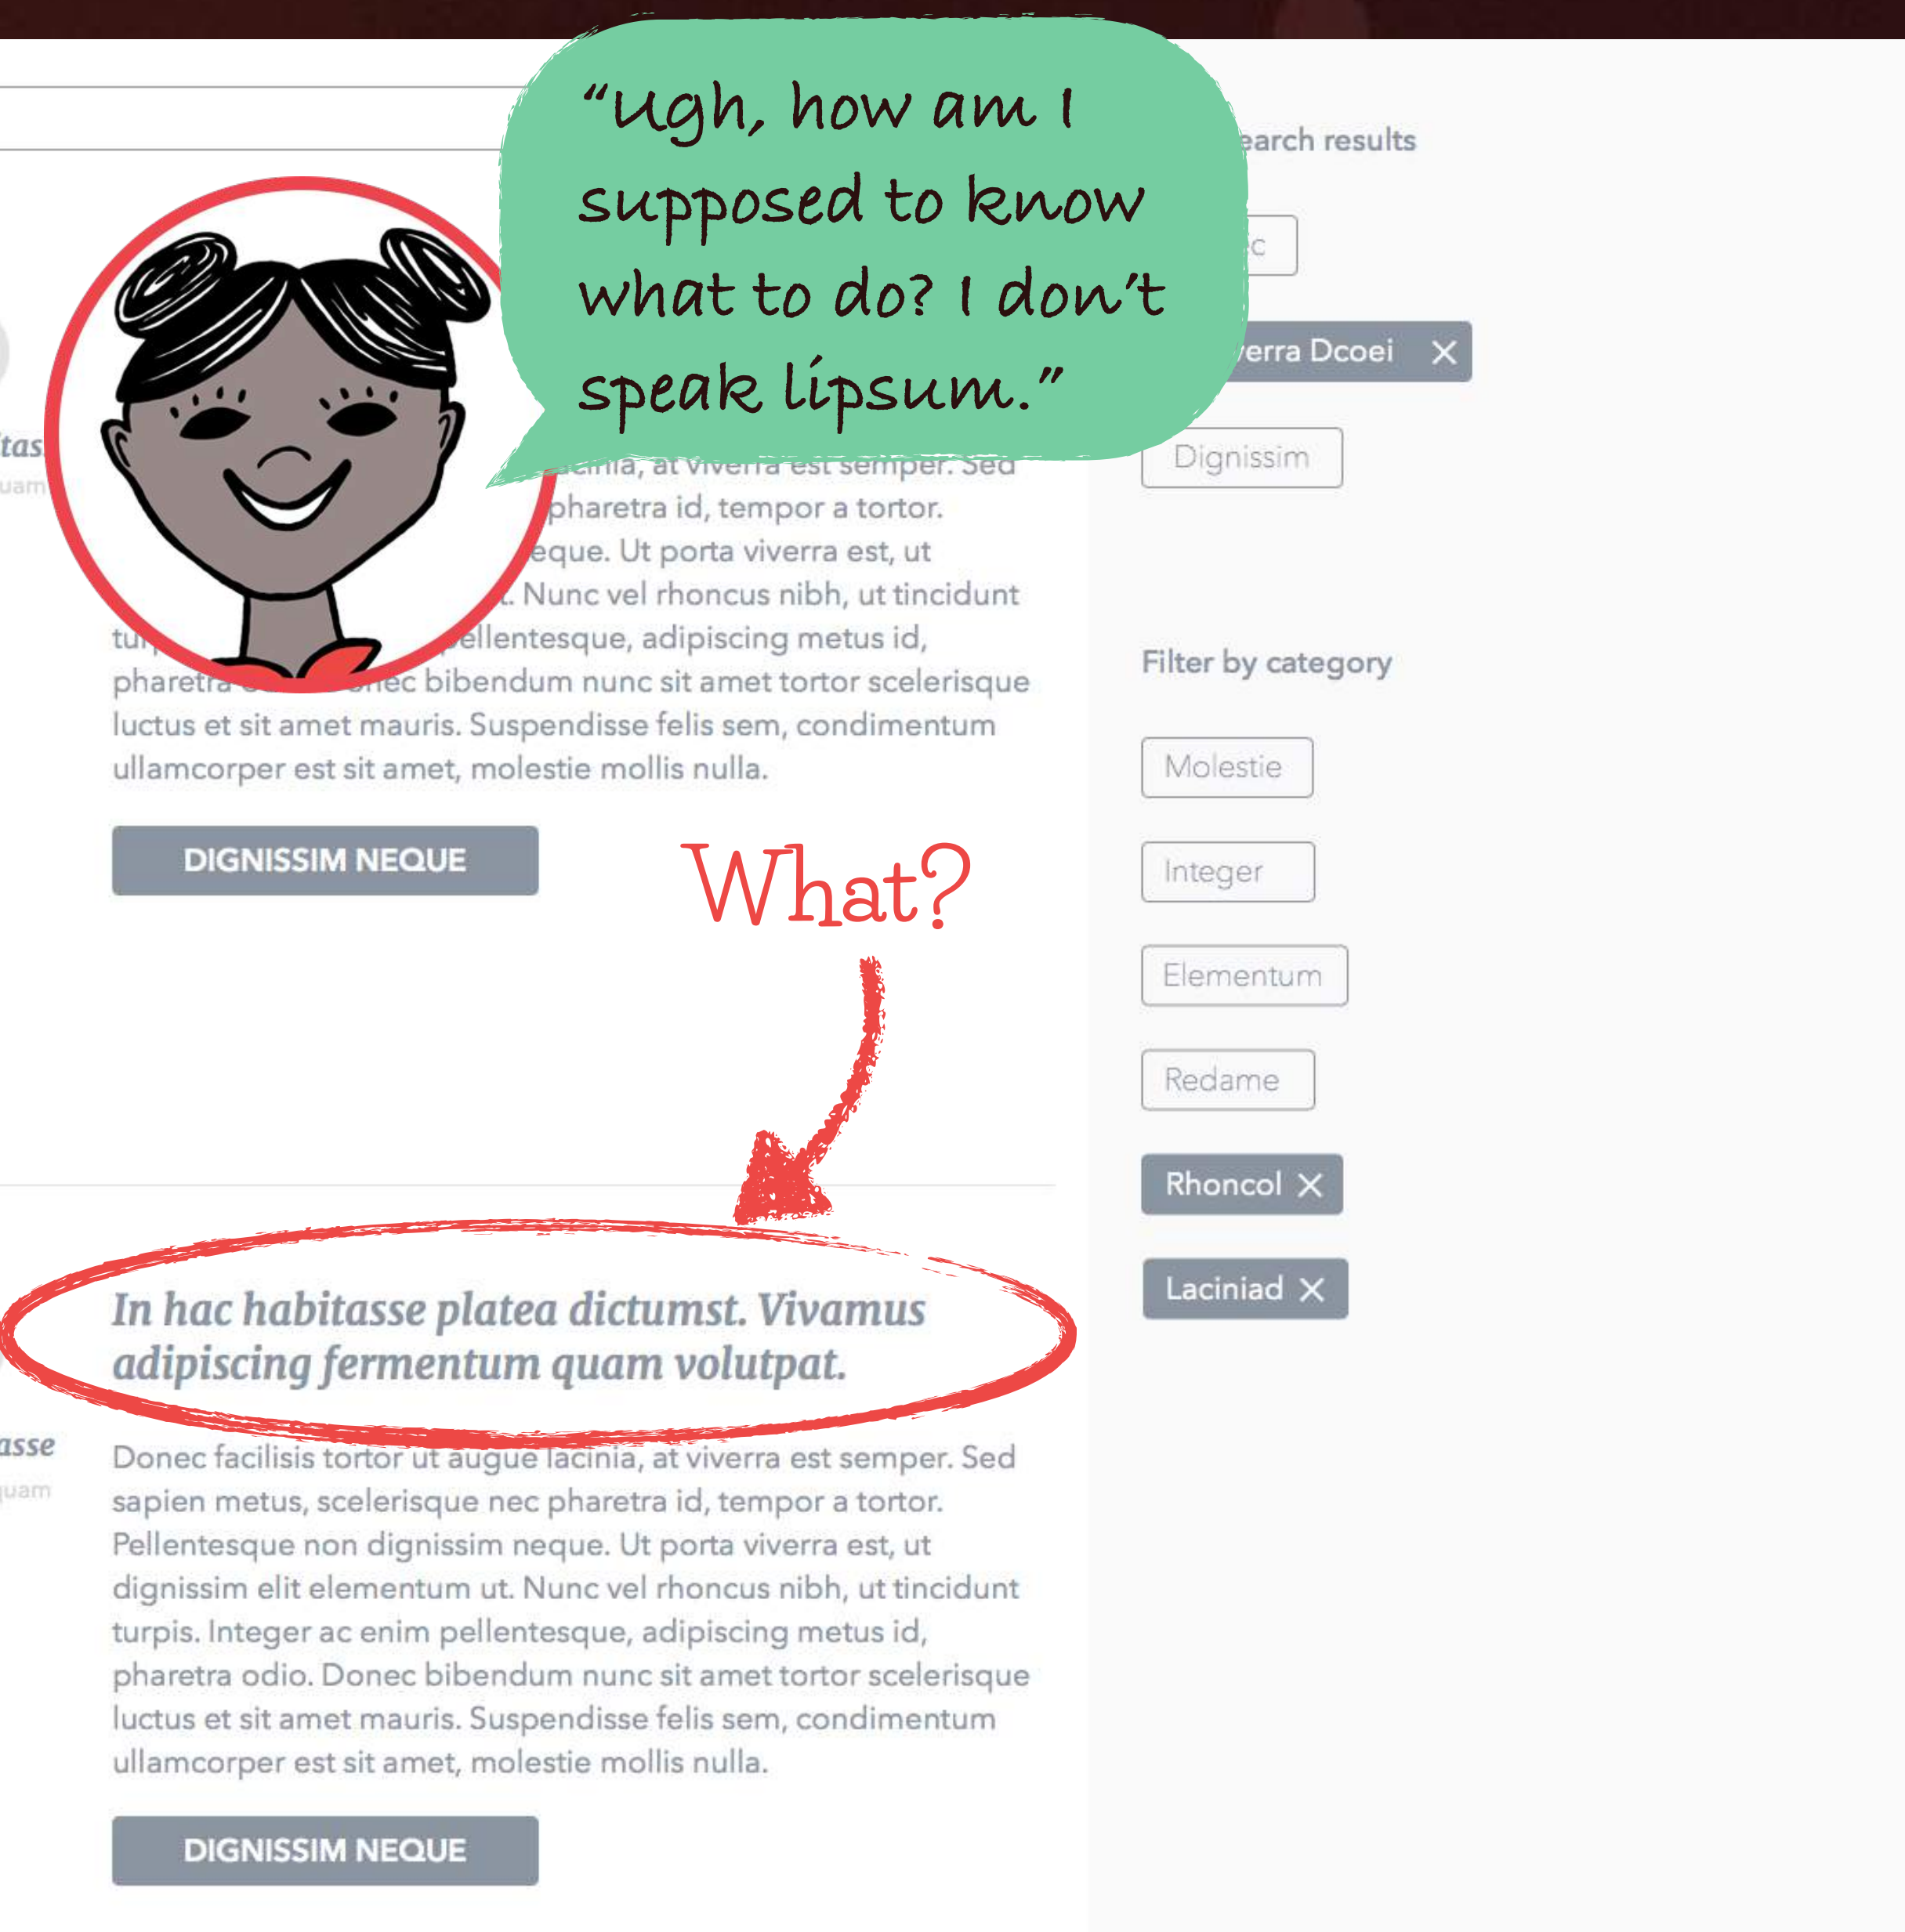 “Ugh, how am I
supposed to know
what to do? I don’t
speak lipsum.”
at viverra est semper. Sed
pharetra id, tempor a tortor.
Ut porta viverra est, ut
Nunc vel rhoncus nibh, ut tincidunt
adipiscing metus id,
bibendum nunc sit amet tortor scelerisque
luctus et sit amet mauris. Suspendisse felis sem, condimentum
ullamcorper est sit amet, molestie mollis nulla.
DIGNISSIM NEQUE
What?
In hac habitasse platea dictumst. Vivamus
adipiscing fermentum quam volutpat.
Donec facilisis tortor ut augue lacinia, at viverra est semper. Sed
sapien metus, scelerisque nec pharetra id, tempor a tortor.
Pellentesque non dignissim neque. Ut porta viverra est, ut
dignissim elit elementum ut. Nunc vel rhoncus nibh, ut tincidunt
turpis. Integer ac enim pellentesque, adipiscing metus id,
pharetra odio. Donec bibendum nunc sit amet tortor scelerisque
luctus et sit amet mauris. Suspendisse felis sem, condimentum
ullamcorper est sit amet, molestie mollis nulla.
DIGNISSIM NEQUE
results
Dcoei
Dignissim
Filter by category
Molestie
Integer
Elementum
Redame
Rhoncol
Laciniad